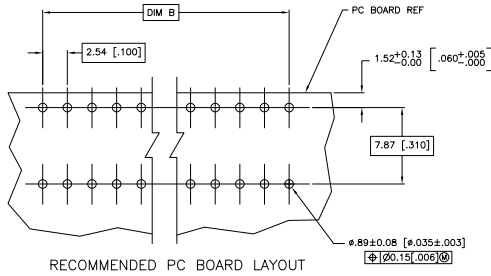 DIM B
PC BOARD REF
2.54 [.100]
1.52+0.13 -0.00 [.060+.005 -.000]
7.87 [.310]
ø.89±0.08 [ø.035±.003]
⌖ Ø0.15[.006]Ⓜ
RECOMMENDED PC BOARD LAYOUT